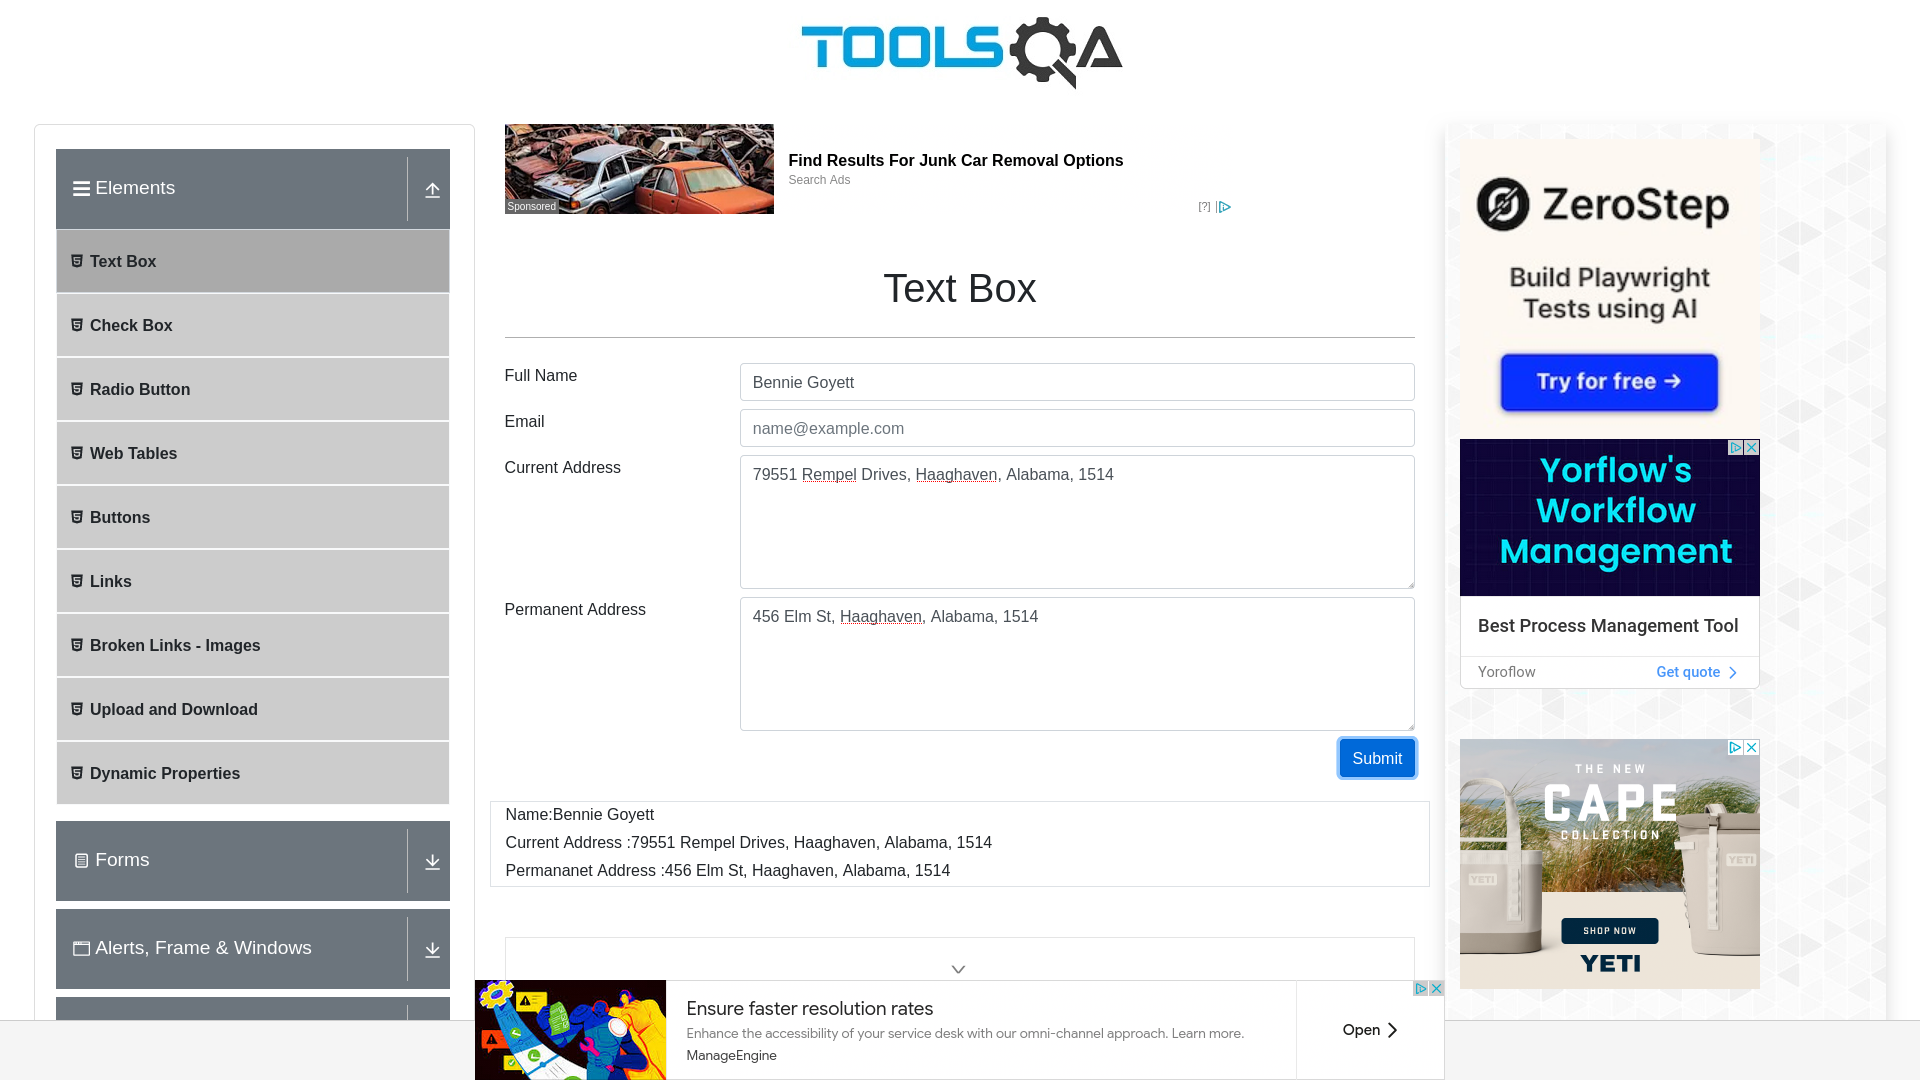 TOOLSQA
Elements
Text Box
Check Box
Radio Button
Web Tables
Buttons
Links
Broken Links - Images
Upload and Download
Dynamic Properties
Forms
Alerts, Frame & Windows
Sponsored
Find Results For Junk Car Removal Options
Search Ads
[?]
Text Box
Full Name
Bennie Goyett
Email
name@example.com
Current Address
79551 Rempel Drives, Haaghaven, Alabama, 1514
Permanent Address
456 Elm St, Haaghaven, Alabama, 1514
Submit
Name:Bennie Goyett
Current Address :79551 Rempel Drives, Haaghaven, Alabama, 1514
Permananet Address :456 Elm St, Haaghaven, Alabama, 1514
Ensure faster resolution rates
Enhance the accessibility of your service desk with our omni-channel approach. Learn more.
ManageEngine
Open
ZeroStep
Build Playwright
Tests using AI
Try for free →
Yorflow's
Workflow
Management
Best Process Management Tool
Yoroflow
Get quote
THE NEW
CAPE
COLLECTION
YETI
YETI
SHOP NOW
YETI